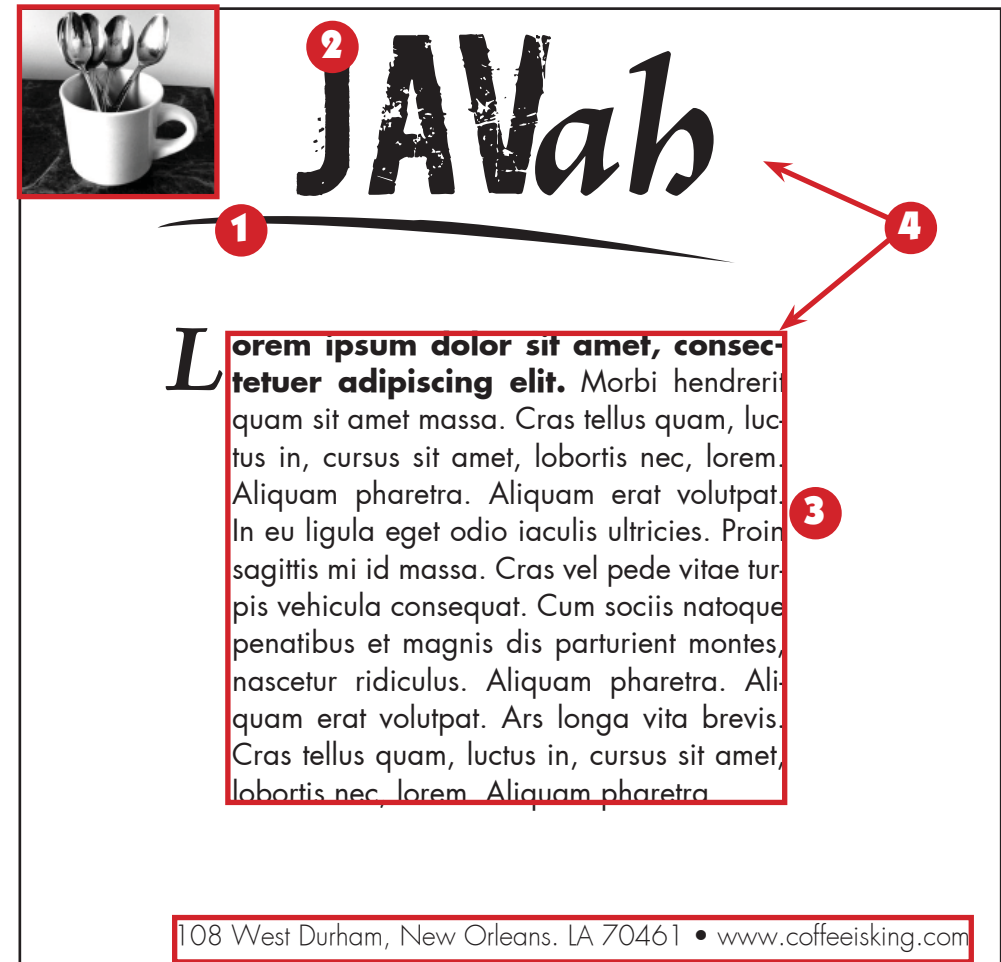 2
JAVah
1
4
Lorem ipsum dolor sit amet, consec-
tetuer adipiscing elit. Morbi hendrerit
quam sit amet massa. Cras tellus quam, luc-
tus in, cursus sit amet, lobortis nec, lorem.
Aliquam pharetra. Aliquam erat volutpat.
3
In eu ligula eget odio iaculis ultricies. Proin
sagittis mi id massa. Cras vel pede vitae tur-
pis vehicula consequat. Cum sociis natoque
penatibus et magnis dis parturient montes,
nascetur ridiculus. Aliquam pharetra. Ali-
quam erat volutpat. Ars longa vita brevis.
Cras tellus quam, luctus in, cursus sit amet,
lobortis nec, lorem. Aliquam pharetra
108 West Durham, New Orleans. LA 70461 • www.coffeeisking.com